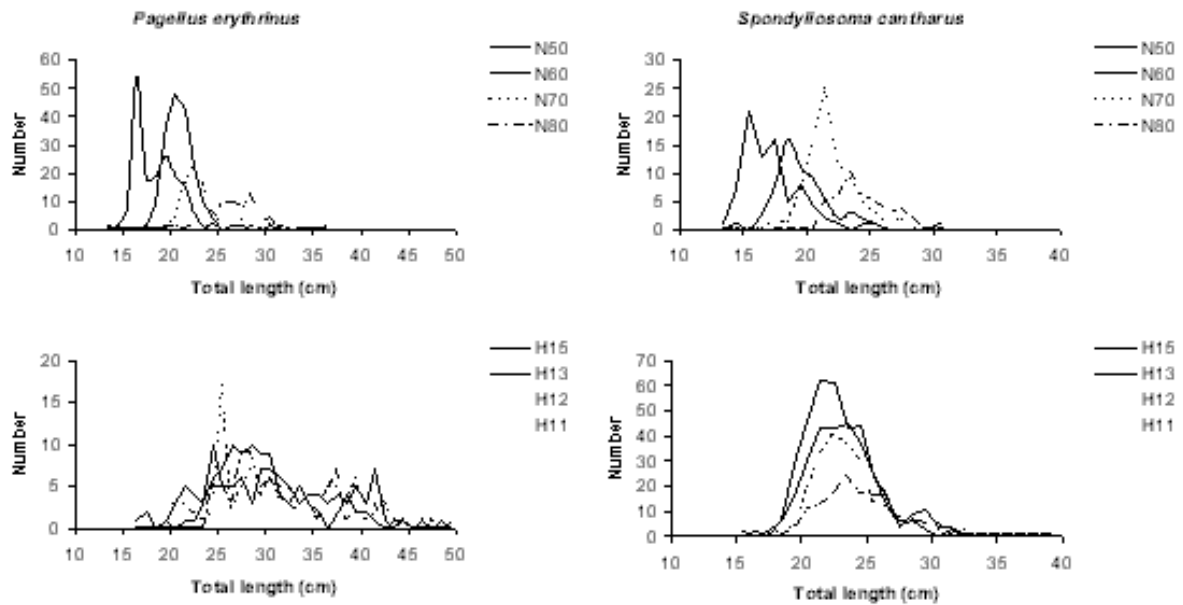 Pagellus erythrinus
N50
N60
N70
N80
Number
60
50
40
30
20
10
0
10 15 20 25 30 35 40 45 50
Total length (cm)
Spondyliosoma cantharus
N50
N60
N70
N80
Number
30
25
20
15
10
5
0
10 15 20 25 30 35 40
Total length (cm)
H15
H13
H12
H11
Number
20
15
10
5
0
10 15 20 25 30 35 40 45 50
Total length (cm)
H15
H13
H12
H11
Number
70
60
50
40
30
20
10
0
10 15 20 25 30 35 40
Total length (cm)